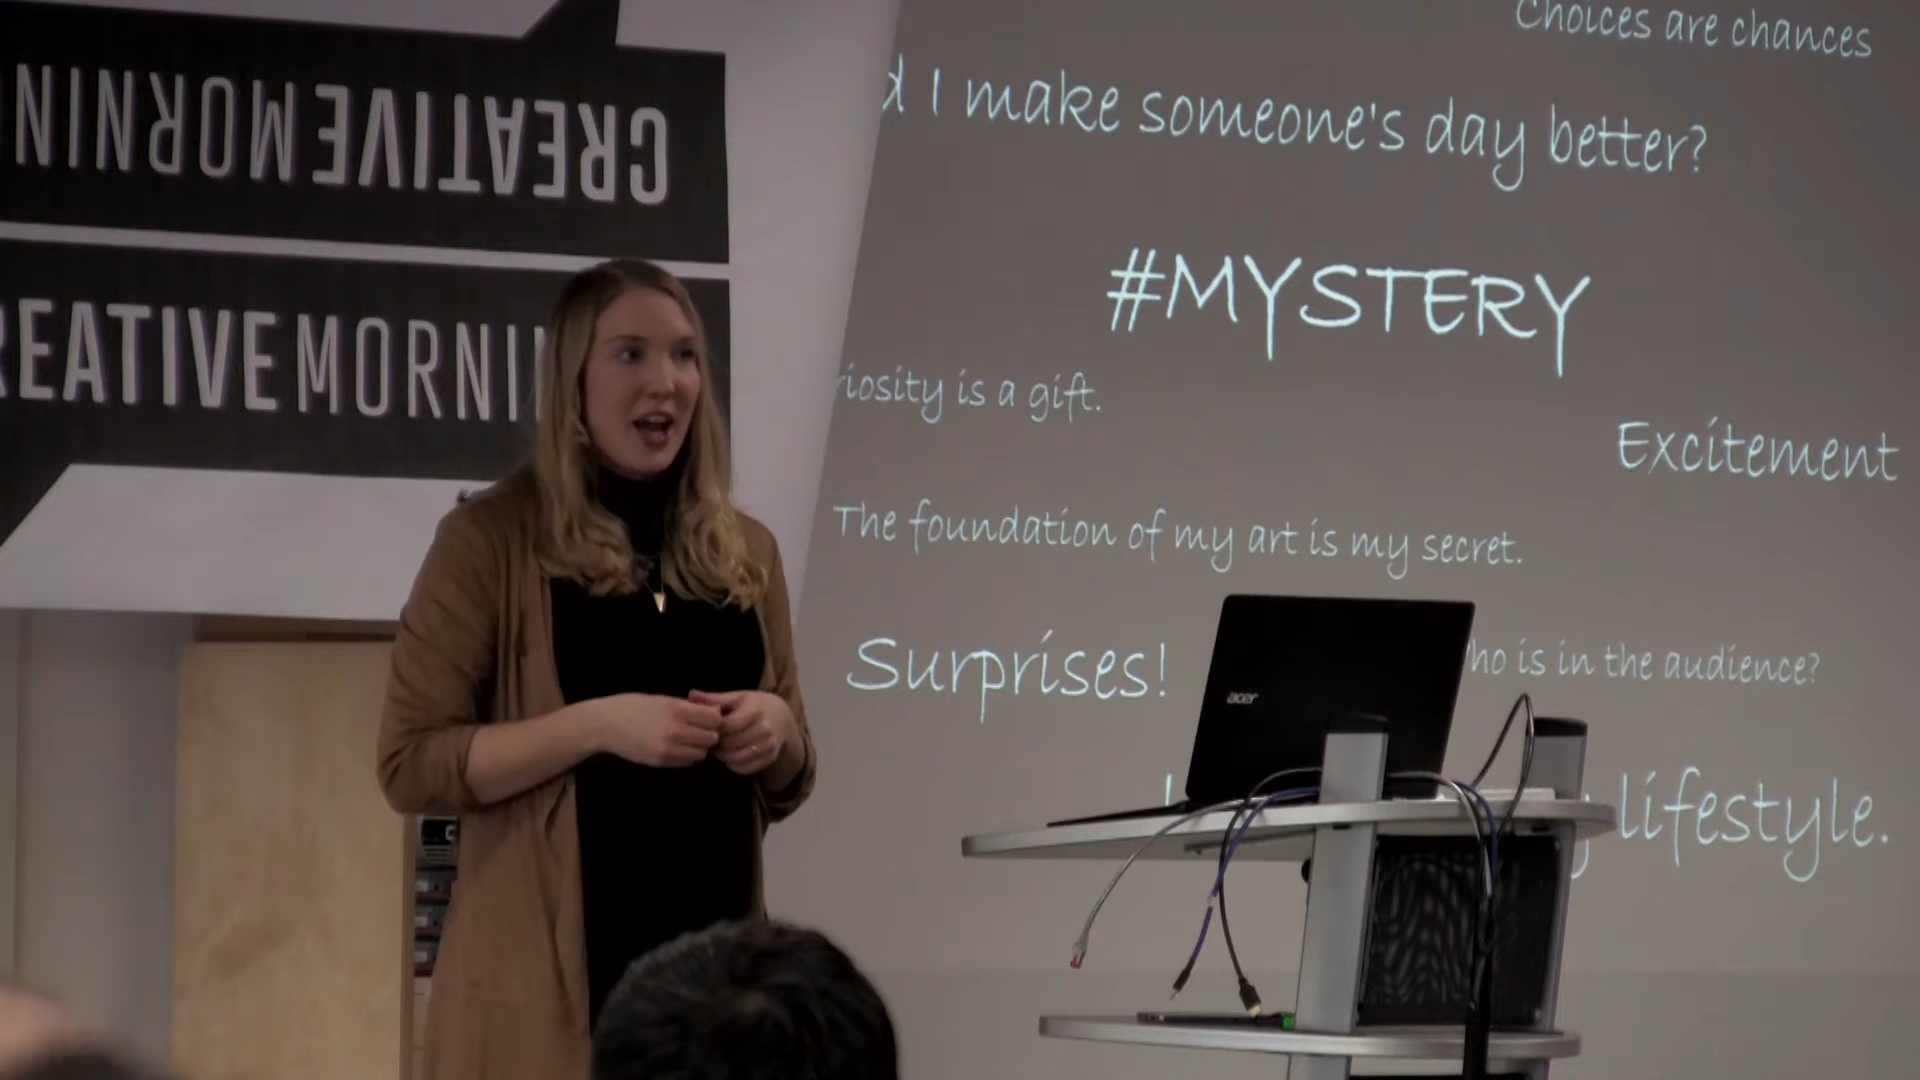 CREATIVEMORNIN
REATIVEMORNI
Choices are chances
d I make someone's day better?
#MYSTERY
iosity is a gift.
Excitement
The foundation of my art is my secret.
Surprises!
ho is in the audience?
acer
lifestyle.